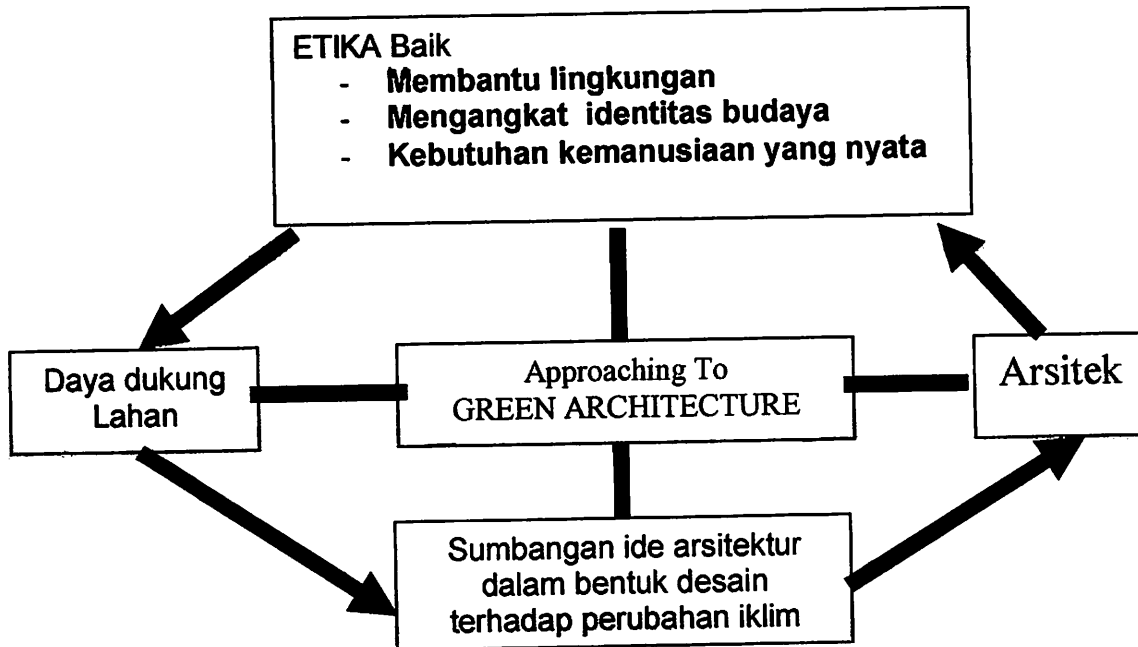 ETIKA Baik
- Membantu lingkungan
- Mengangkat identitas budaya
- Kebutuhan kemanusiaan yang nyata
Daya dukung
Lahan
Approaching To
GREEN ARCHITECTURE
Arsitek
Sumbangan ide arsitektur
dalam bentuk desain
terhadap perubahan iklim